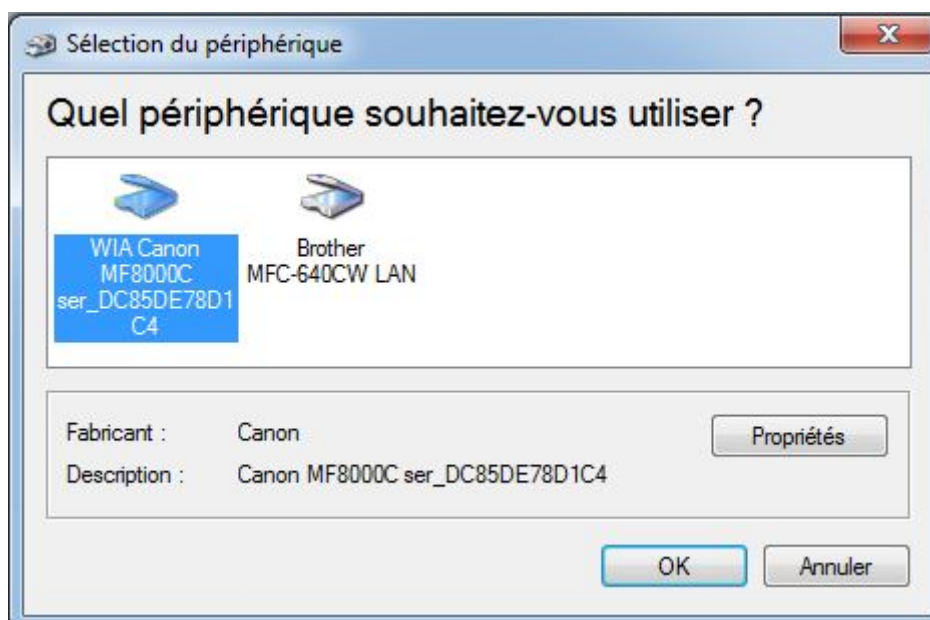 Sélection du périphérique
Quel périphérique souhaitez-vous utiliser ?
WIA Canon
MF8000C
ser_DC85DE78D1
C4
Brother
MFC-640CW LAN
Fabricant : Canon
Propriétés
Description : Canon MF8000C ser_DC85DE78D1C4
OK Annuler